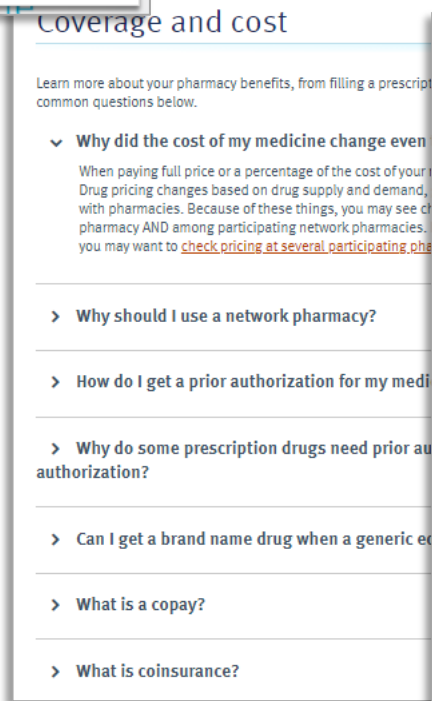 Coverage and cost
Learn more about your pharmacy benefits, from filling a prescript
common questions below.
Why did the cost of my medicine change even
When paying full price or a percentage of the cost of your
Drug pricing changes based on drug supply and demand,
with pharmacies. Because of these things, you may see ch
pharmacy AND among participating network pharmacies.
you may want to check pricing at several participating pha
Why should I use a network pharmacy?
How do I get a prior authorization for my medi
Why do some prescription drugs need prior au
authorization?
Can I get a brand name drug when a generic eq
What is a copay?
What is coinsurance?